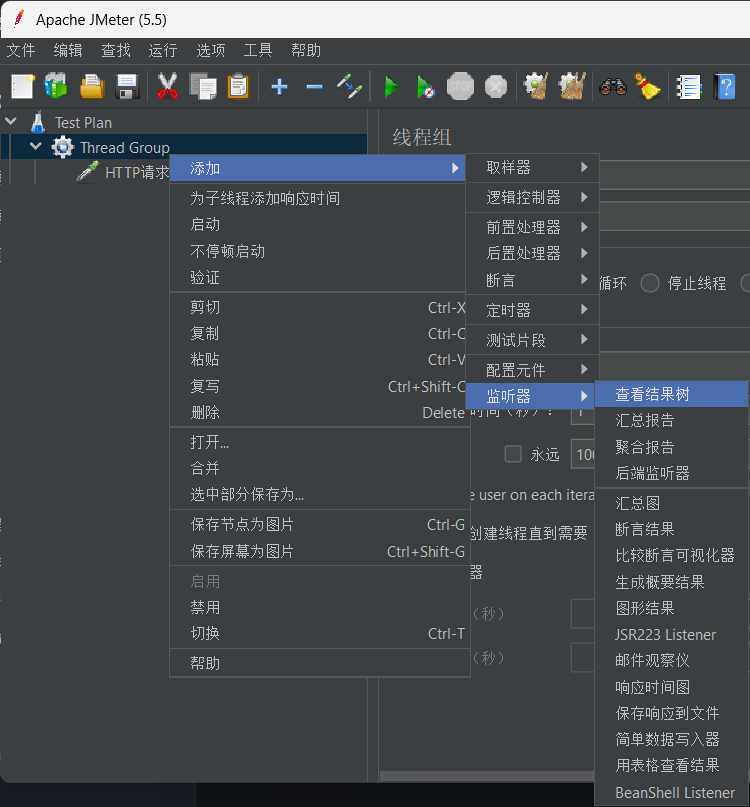 Apache JMeter (5.5)
文件 编辑 查找 运行 选项 工具 帮助
Test Plan
Thread Group
HTTP请求
线程组
添加
为子线程添加响应时间
启动
不停顿启动
验证
剪切 Ctrl-X
复制 Ctrl-C
粘贴 Ctrl-V
复写 Ctrl+Shift-C
删除 Delete
打开...
合并
选中部分保存为...
保存节点为图片 Ctrl-G
保存屏幕为图片 Ctrl+Shift-G
启用
禁用
切换 Ctrl-T
帮助
取样器
逻辑控制器
前置处理器
后置处理器
断言
定时器
测试片段
配置元件
监听器
循环 停止线程
时间（秒）： 1
永远 100
e user on each itera
创建线程直到需要
器
（秒）
（秒）
查看结果树
汇总报告
聚合报告
后端监听器
汇总图
断言结果
比较断言可视化器
生成概要结果
图形结果
JSR223 Listener
邮件观察仪
响应时间图
保存响应到文件
简单数据写入器
用表格查看结果
BeanShell Listener